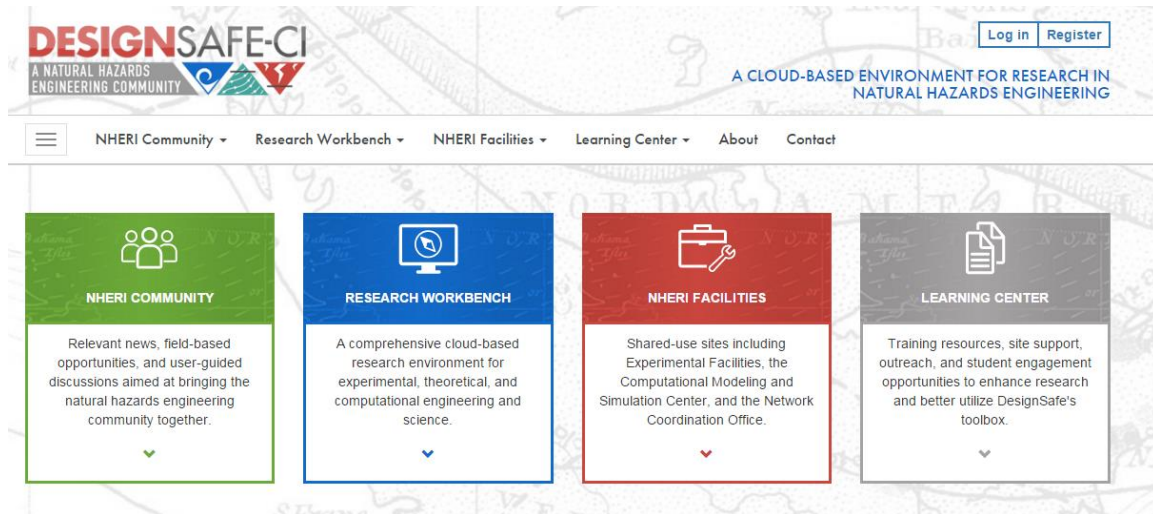 DESIGNSAFE-CI
A NATURAL HAZARDS
ENGINEERING COMMUNITY
Log in Register
A CLOUD-BASED ENVIRONMENT FOR RESEARCH IN
NATURAL HAZARDS ENGINEERING
NHERI Community Research Workbench NHERI Facilities Learning Center About Contact
NHERI COMMUNITY
Relevant news, field-based
opportunities, and user-guided
discussions aimed at bringing the
natural hazards engineering
community together.
RESEARCH WORKBENCH
A comprehensive cloud-based
research environment for
experimental, theoretical, and
computational engineering and
science.
NHERI FACILITIES
Shared-use sites including
Experimental Facilities, the
Computational Modeling and
Simulation Center, and the Network
Coordination Office.
LEARNING CENTER
Training resources, site support,
outreach, and student engagement
opportunities to enhance research
and better utilize DesignSafe's
toolbox.